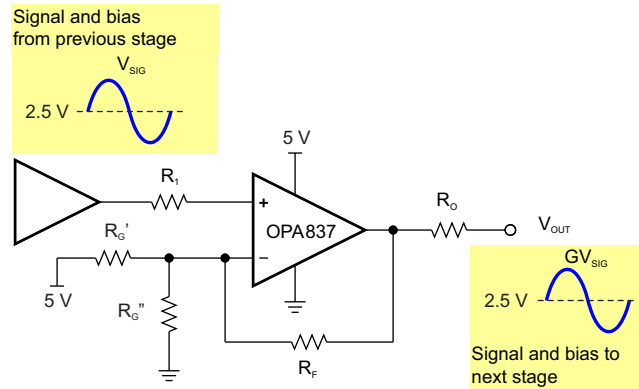 Signal and bias
from previous stage
V_SIG
2.5 V
5 V
R_1
R_O
V_OUT
+
OPA837
−
R_G'
5 V
R_G"
R_F
GV_SIG
2.5 V
Signal and bias to
next stage